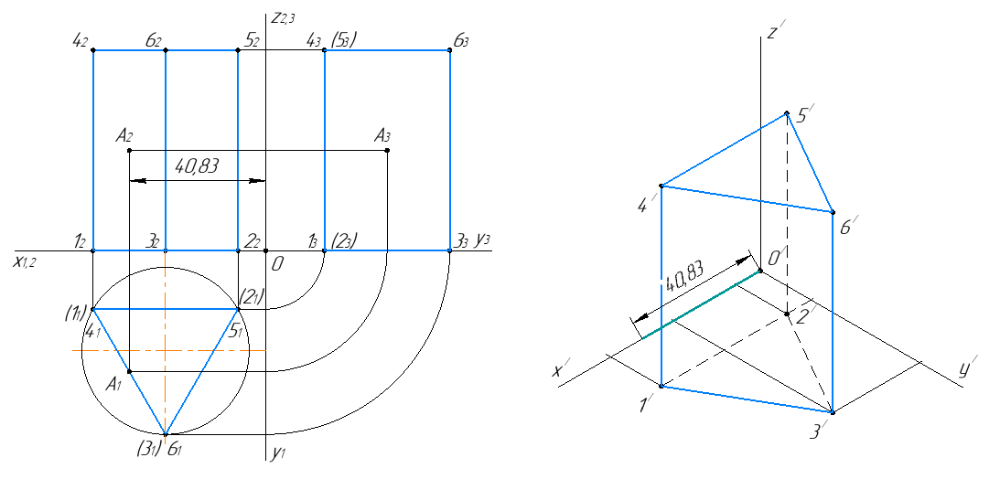 z2,3
42 62 52 43 (53) 63
A2 A3
40,83
12 32 22 13 (23) 33 y3
x1,2 O
(11) (21)
41 51
A1
(31) 61
y1
z′
5′
4′
6′
O′
40,83
2′
x′ y′
1′
3′